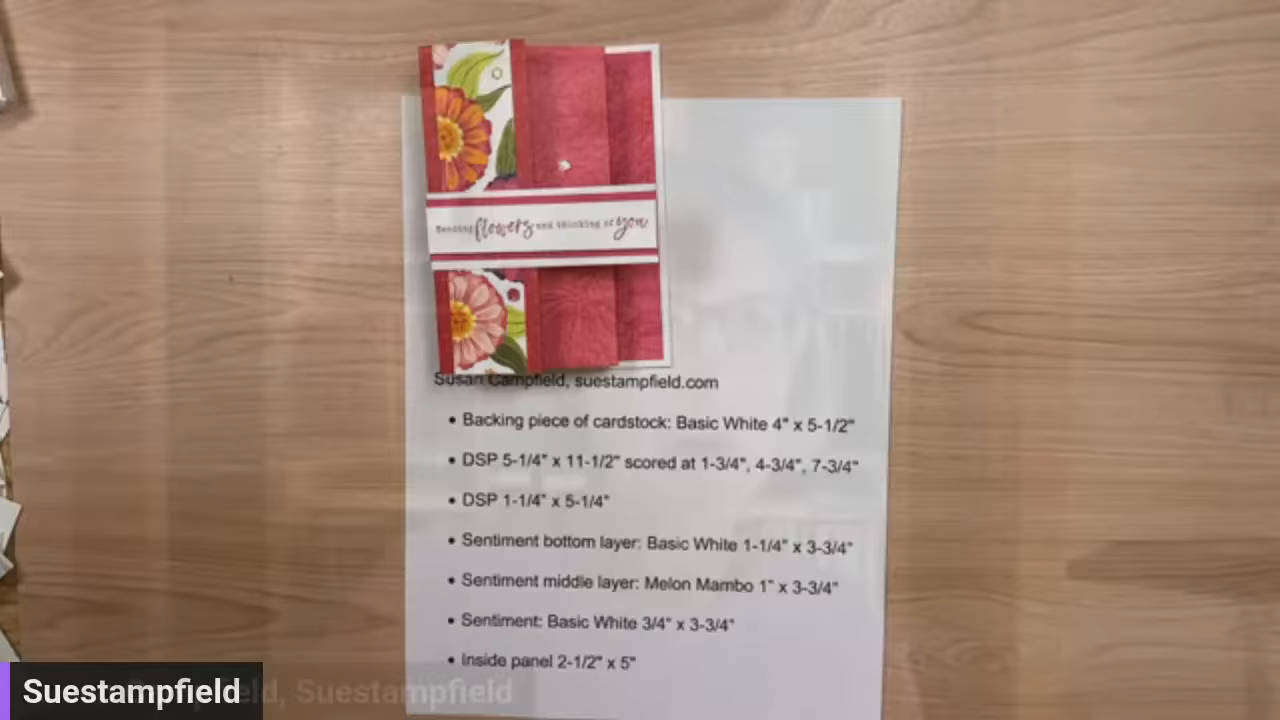 Sending flowers and thinking of you
Susan Campfield, suestampfield.com
• Backing piece of cardstock: Basic White 4" x 5-1/2"
• DSP 5-1/4" x 11-1/2" scored at 1-3/4", 4-3/4", 7-3/4"
• DSP 1-1/4" x 5-1/4"
• Sentiment bottom layer: Basic White 1-1/4" x 3-3/4"
• Sentiment middle layer: Melon Mambo 1" x 3-3/4"
• Sentiment: Basic White 3/4" x 3-3/4"
• Inside panel 2-1/2" x 5"
Suestampfield
Suestampfield